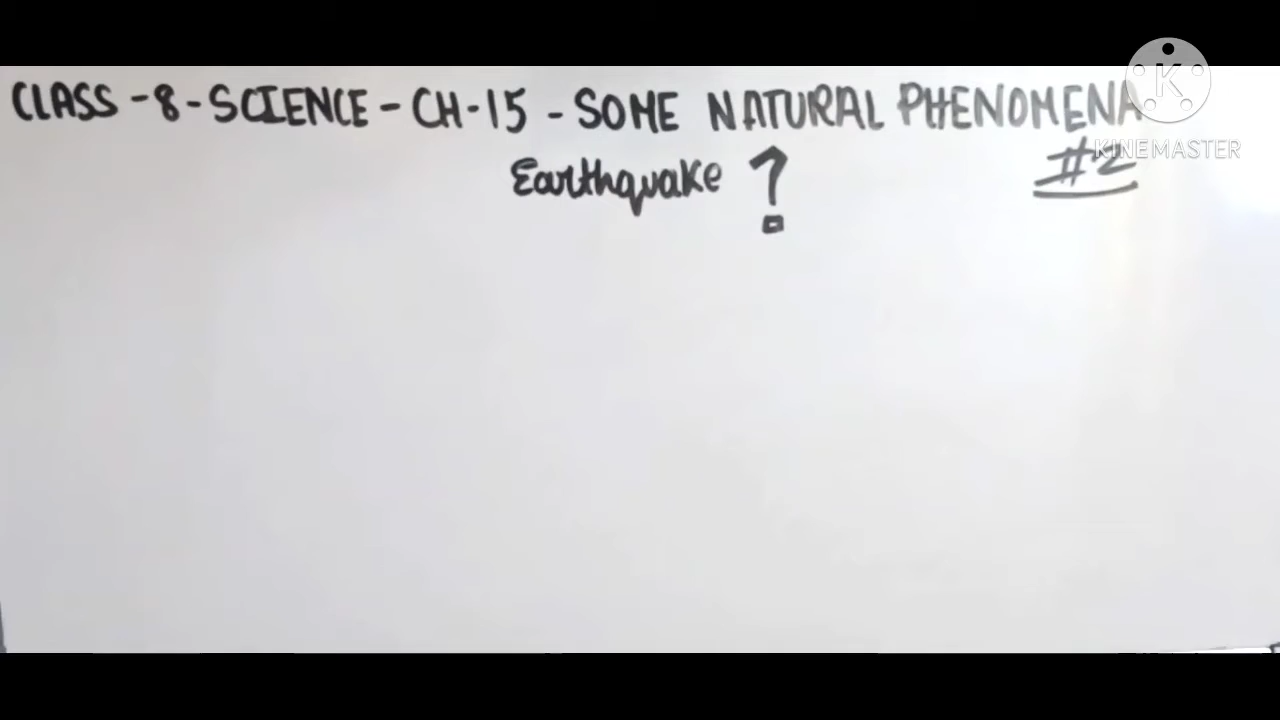 CLASS -8-SCIENCE - CH-15 - SOME NATURAL PHENOMENA
Earthquake ?
#2
K
KINEMASTER